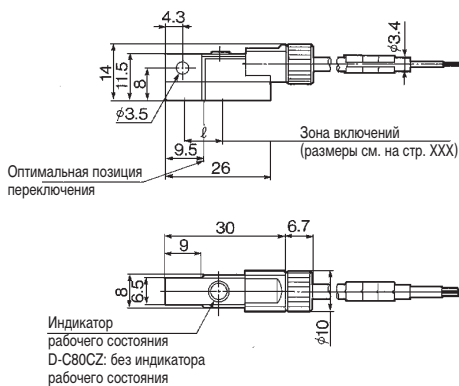 4.3
ϕ3.4
14
11.5
8
ϕ3.5
ℓ
Зона включений
(размеры см. на стр. XXX)
9.5
Оптимальная позиция
переключения
26
30
6.7
9
8
6.5
ϕ10
Индикатор
рабочего состояния
D-C80CZ: без индикатора
рабочего состояния